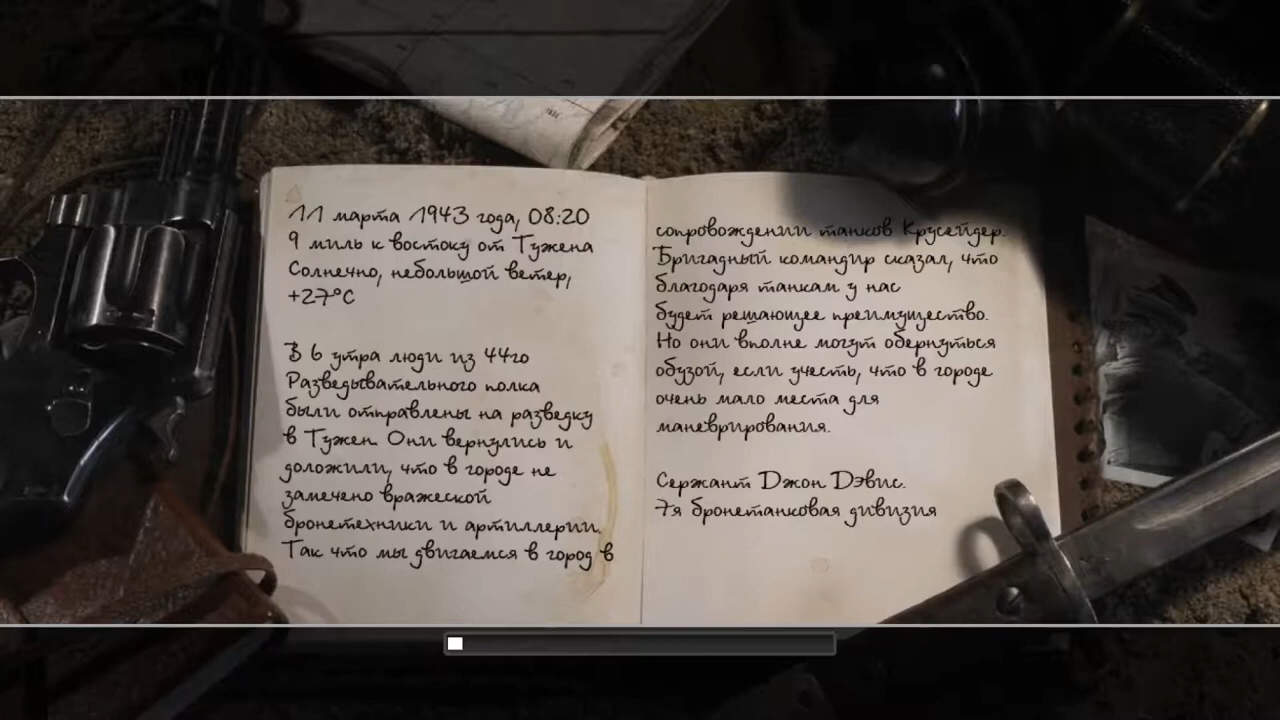 11 марта 1943 года, 08:20
9 миль к востоку от Тужена
Солнечно, небольшой ветер,
+27°C
В 6 утра люди из 44го
Разведывательного полка
были отправлены на разведку
в Тужен. Они вернулись и
доложили, что в городе не
замечено вражеской
бронетехники и артиллерии.
Так что мы двигаемся в город в
сопровождении танков Крусейдер.
Бригадный командир сказал, что
благодаря танкам у нас
будет решающее преимущество.
Но они вполне могут обернуться
обузой, если учесть, что в городе
очень мало места для
маневрирования.
Сержант Джон Дэвис.
7я бронетанковая дивизия